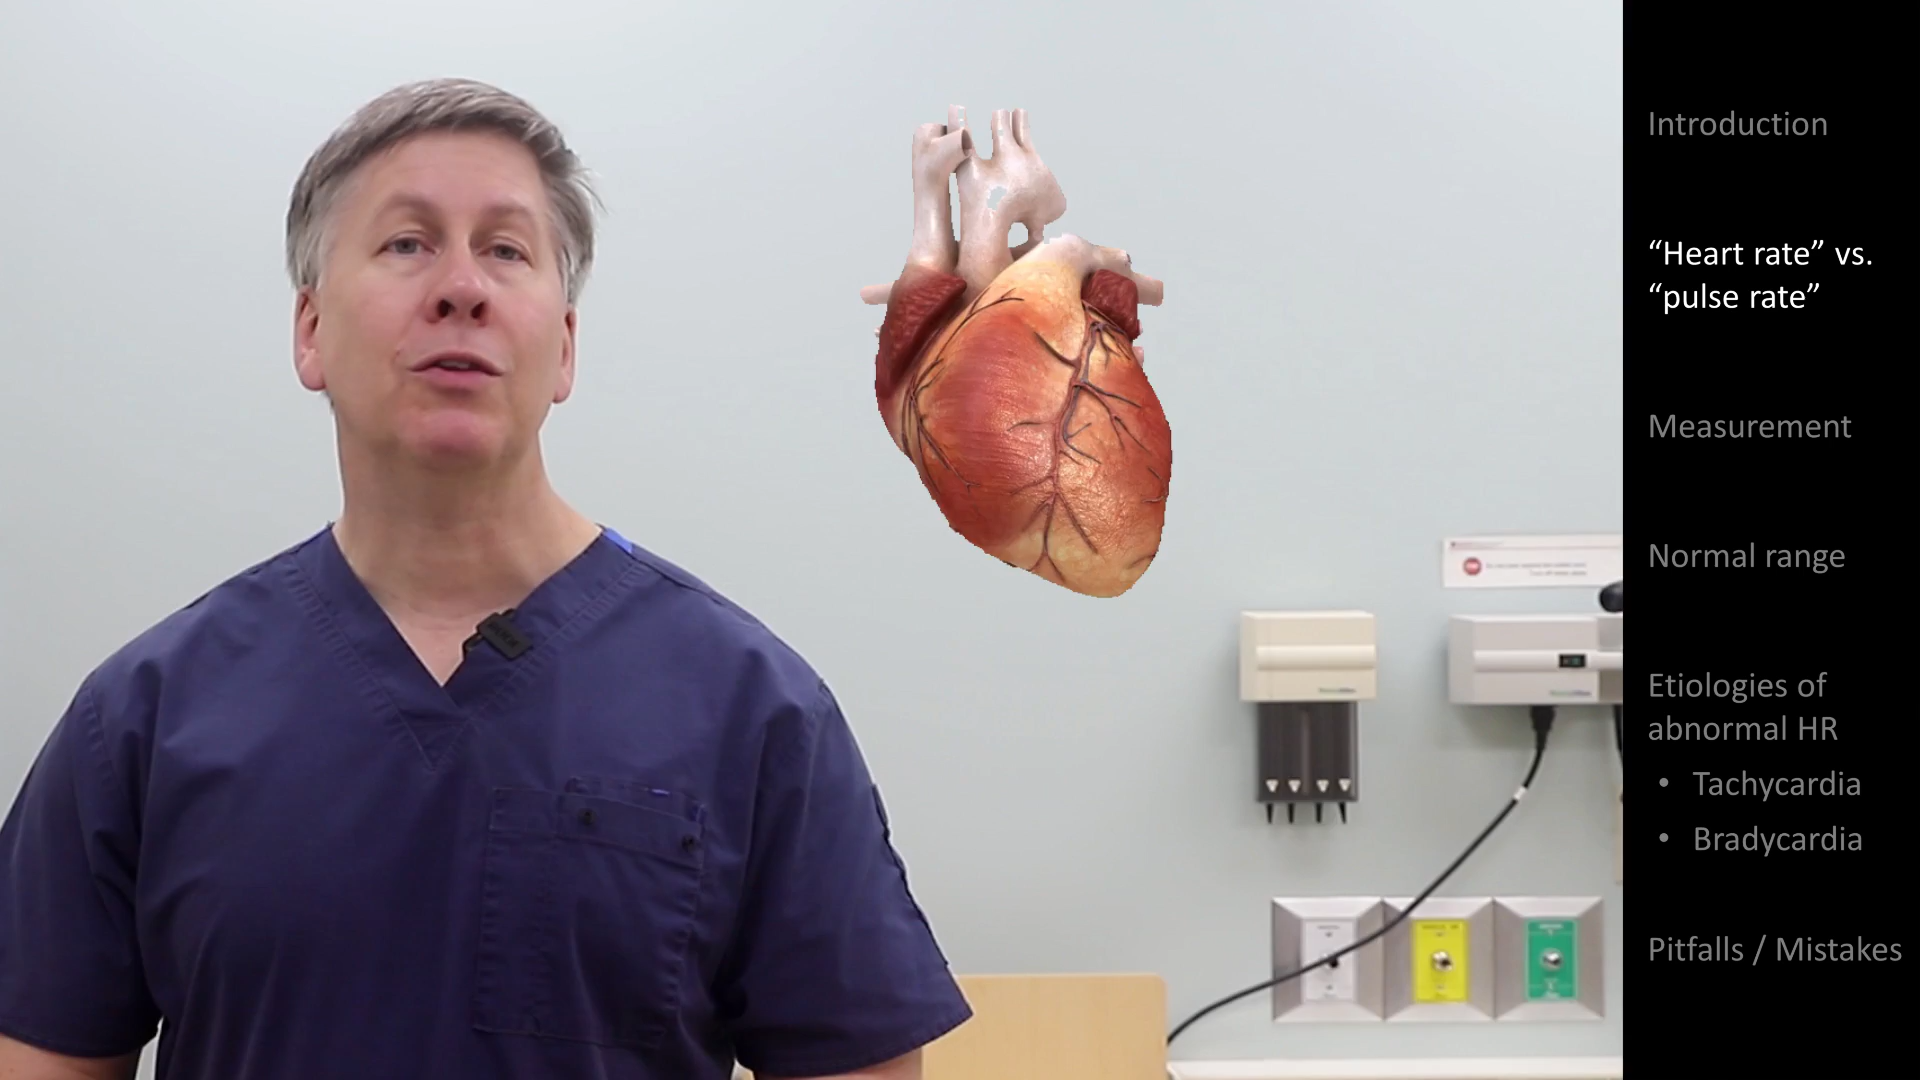 Introduction
“Heart rate” vs.
“pulse rate”
Measurement
Normal range
Etiologies of
abnormal HR
• Tachycardia
• Bradycardia
Pitfalls / Mistakes